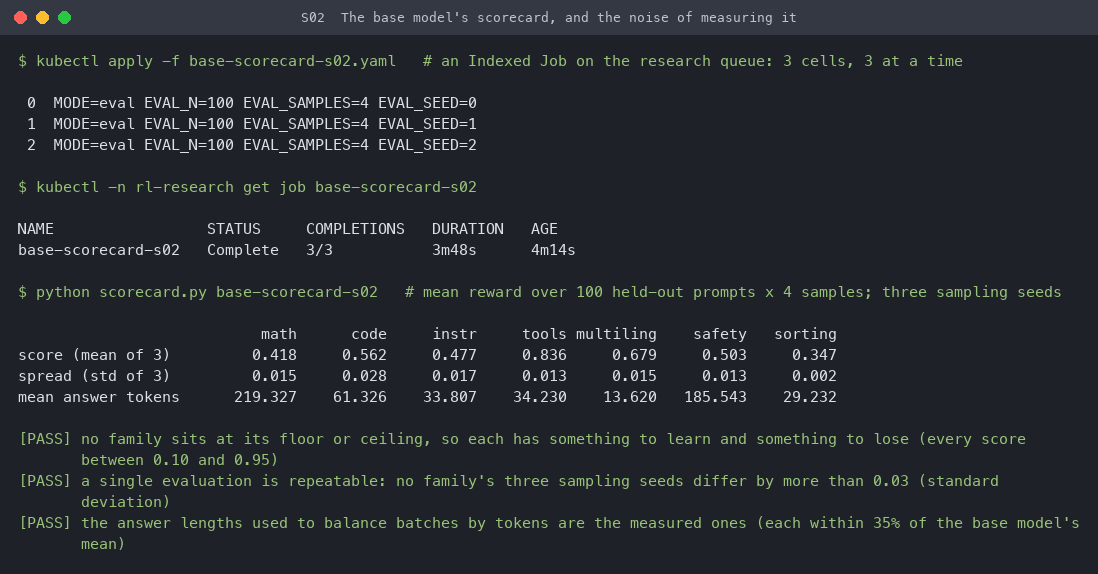 S02  The base model's scorecard, and the noise of measuring it
$ kubectl apply -f base-scorecard-s02.yaml   # an Indexed Job on the research queue: 3 cells, 3 at a time
0  MODE=eval EVAL_N=100 EVAL_SAMPLES=4 EVAL_SEED=0
1  MODE=eval EVAL_N=100 EVAL_SAMPLES=4 EVAL_SEED=1
2  MODE=eval EVAL_N=100 EVAL_SAMPLES=4 EVAL_SEED=2
$ kubectl -n rl-research get job base-scorecard-s02
NAME                 STATUS     COMPLETIONS   DURATION   AGE
base-scorecard-s02   Complete   3/3           3m48s      4m14s
$ python scorecard.py base-scorecard-s02   # mean reward over 100 held-out prompts x 4 samples; three sampling seeds
                           math      code     instr     tools multiling    safety   sorting
score (mean of 3)         0.418     0.562     0.477     0.836     0.679     0.503     0.347
spread (std of 3)         0.015     0.028     0.017     0.013     0.015     0.013     0.002
mean answer tokens      219.327    61.326    33.807    34.230    13.620   185.543    29.232
[PASS] no family sits at its floor or ceiling, so each has something to learn and something to lose (every score
between 0.10 and 0.95)
[PASS] a single evaluation is repeatable: no family's three sampling seeds differ by more than 0.03 (standard
deviation)
[PASS] the answer lengths used to balance batches by tokens are the measured ones (each within 35% of the base model's
mean)